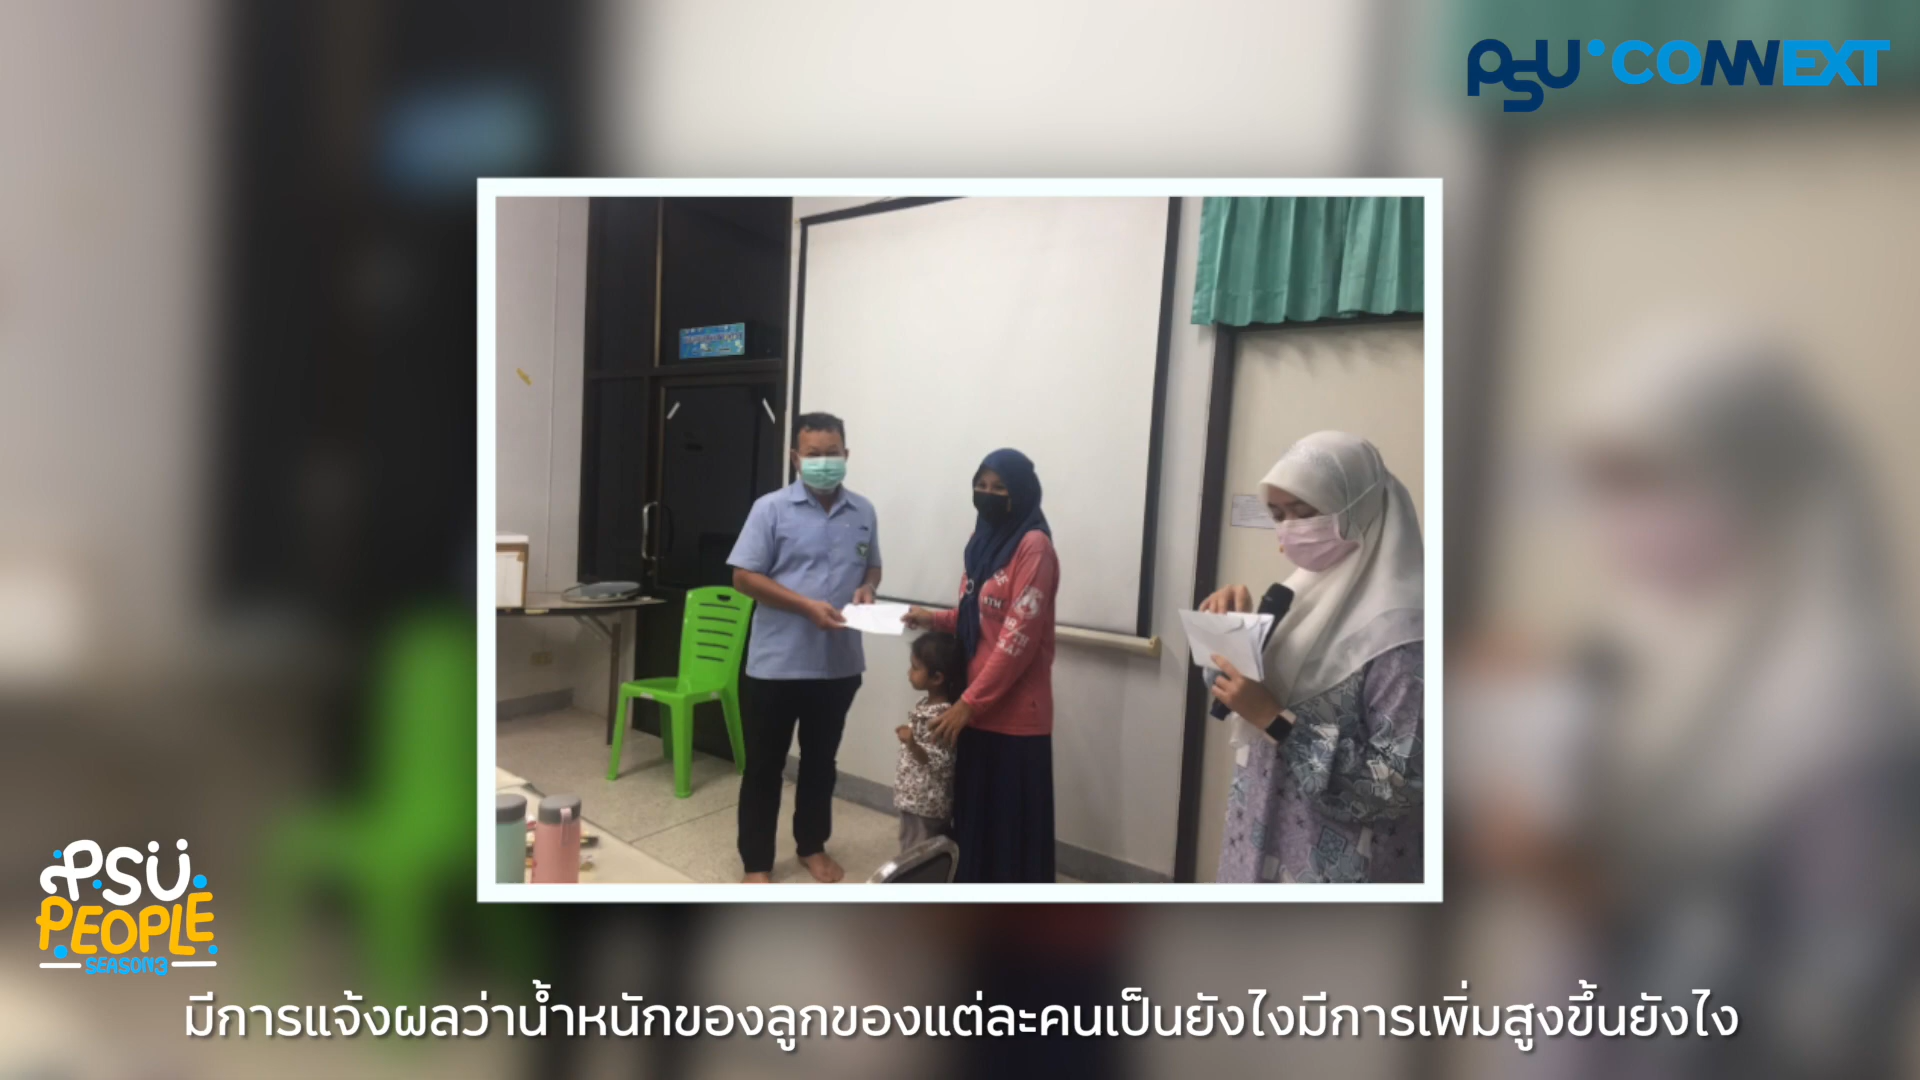 PSU CONNEXT
PSU
PEOPLE
SEASON3
มีการแจ้งผลว่าน้ำหนักของลูกของแต่ละคนเป็นยังไงมีการเพิ่มสูงขึ้นยังไง